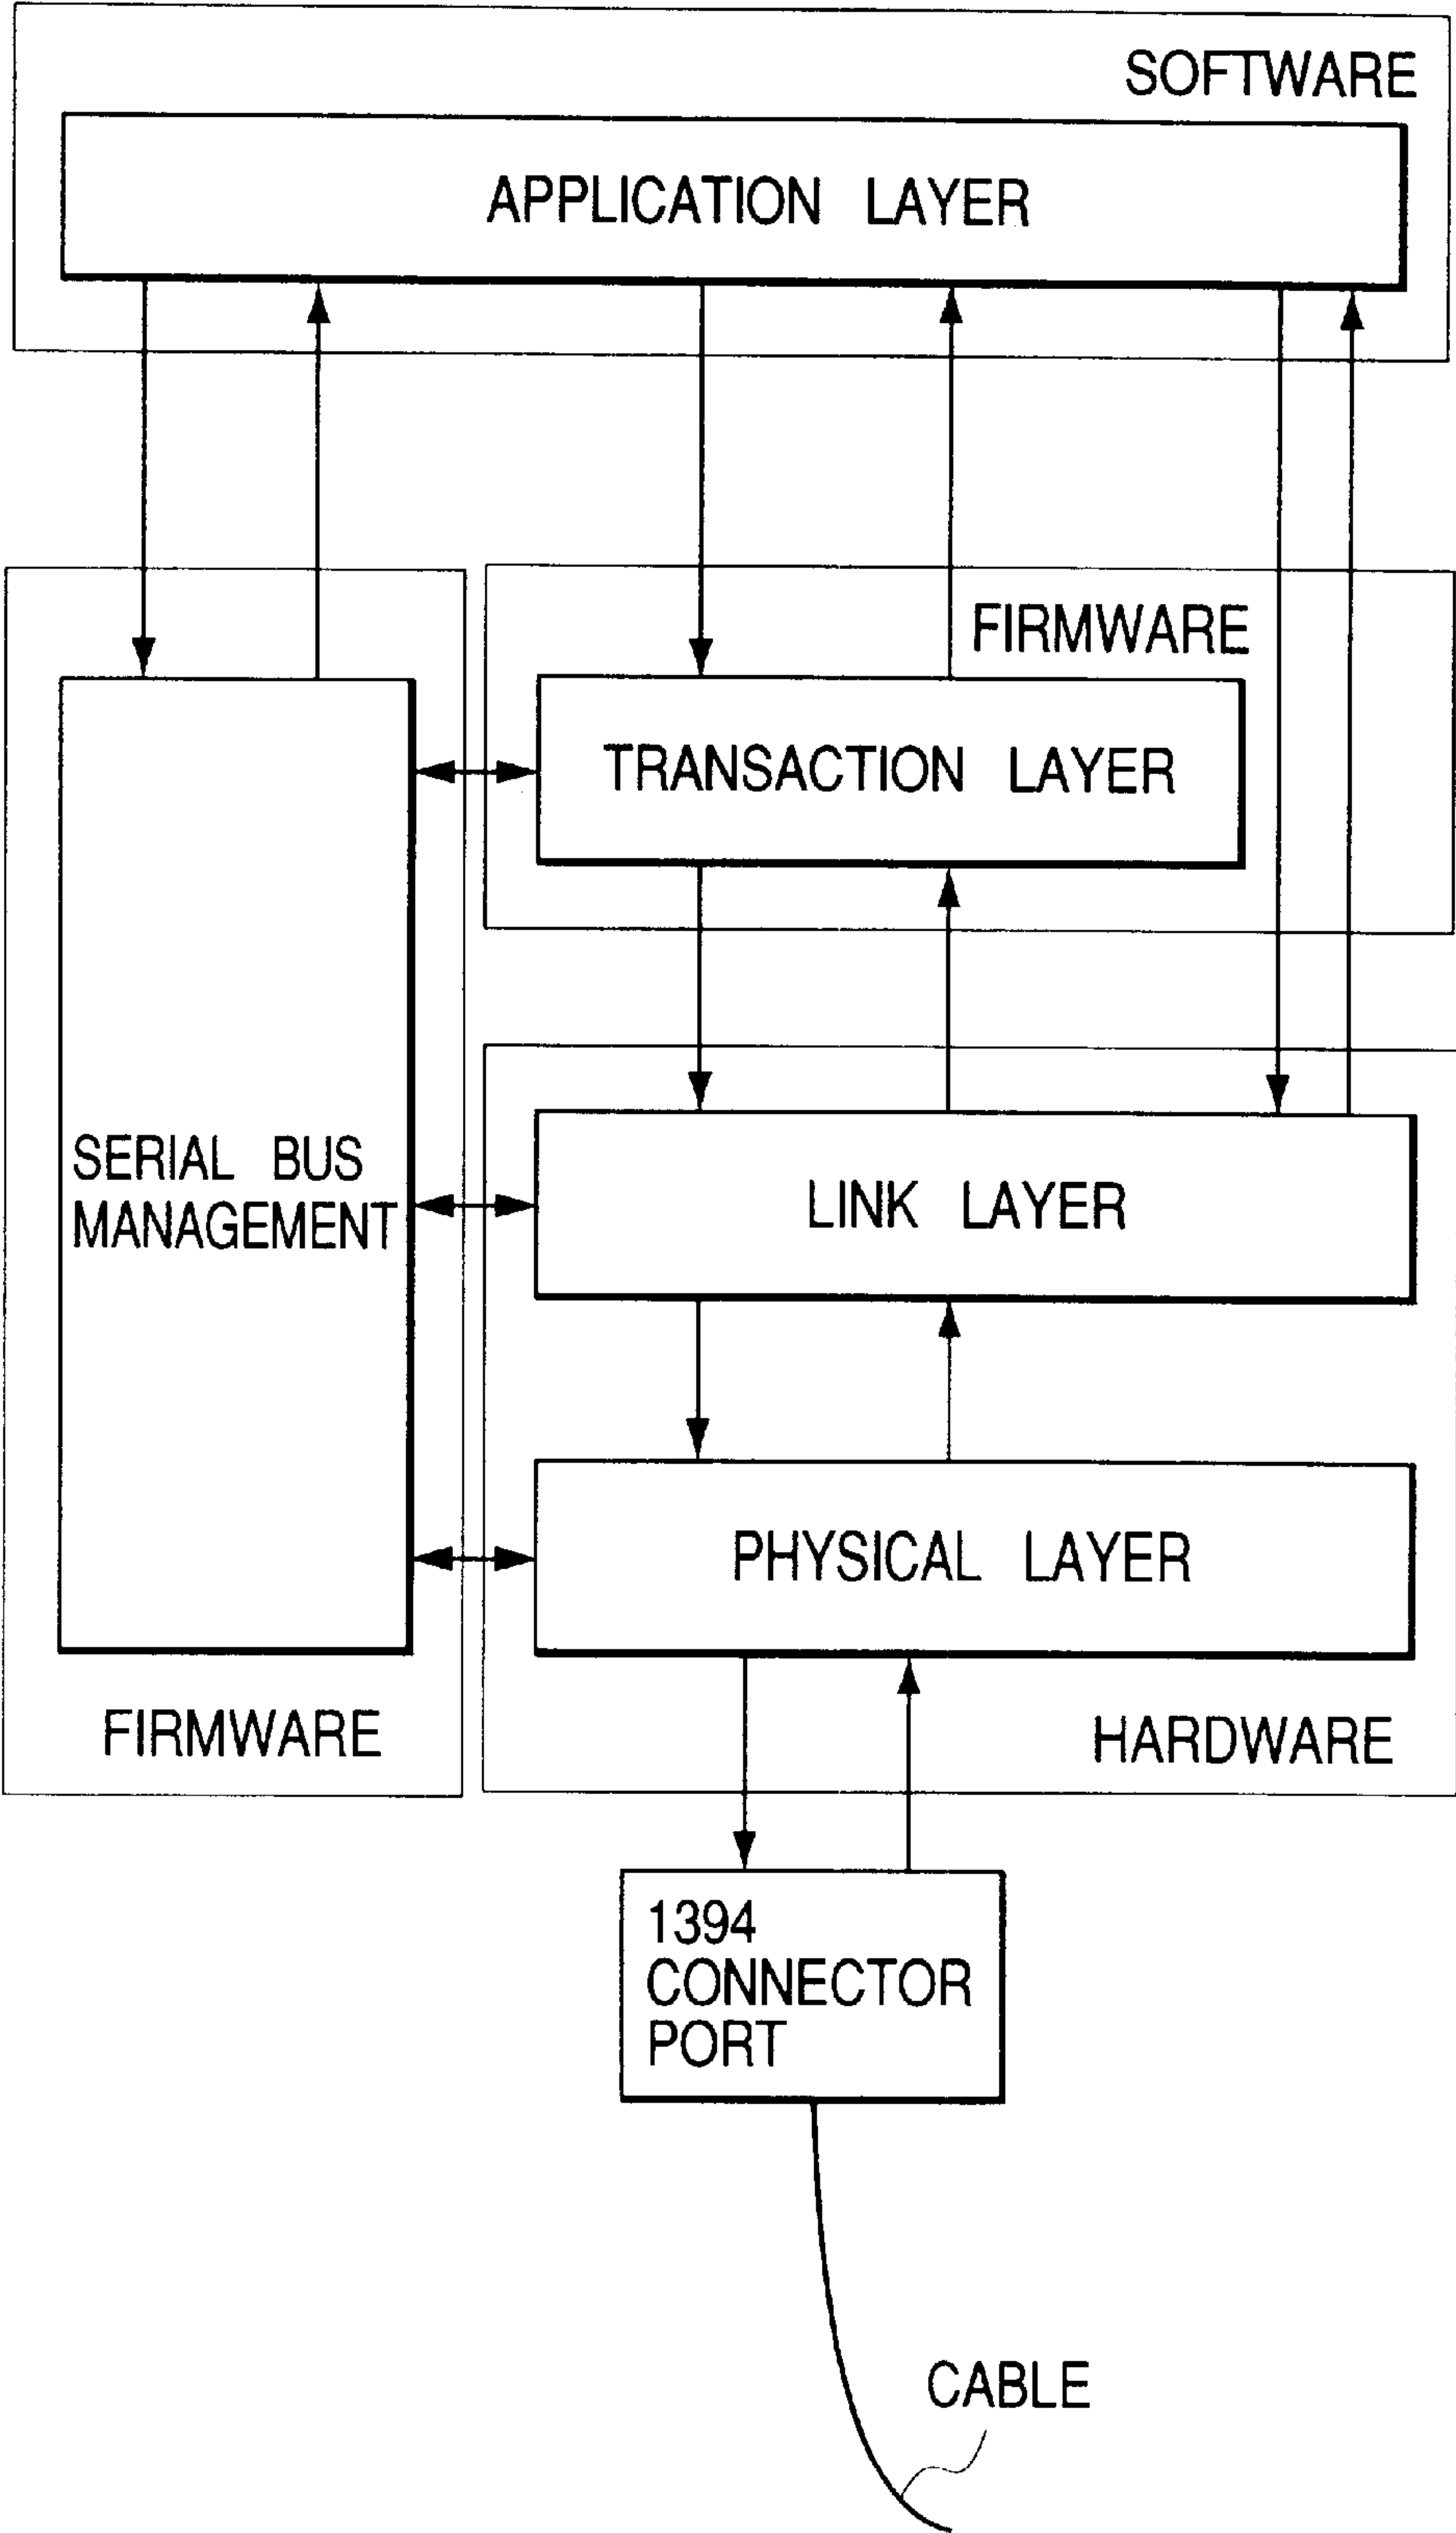 SOFTWARE
APPLICATION LAYER
FIRMWARE
TRANSACTION LAYER
SERIAL BUS
MANAGEMENT
LINK LAYER
PHYSICAL LAYER
FIRMWARE
HARDWARE
1394
CONNECTOR
PORT
CABLE